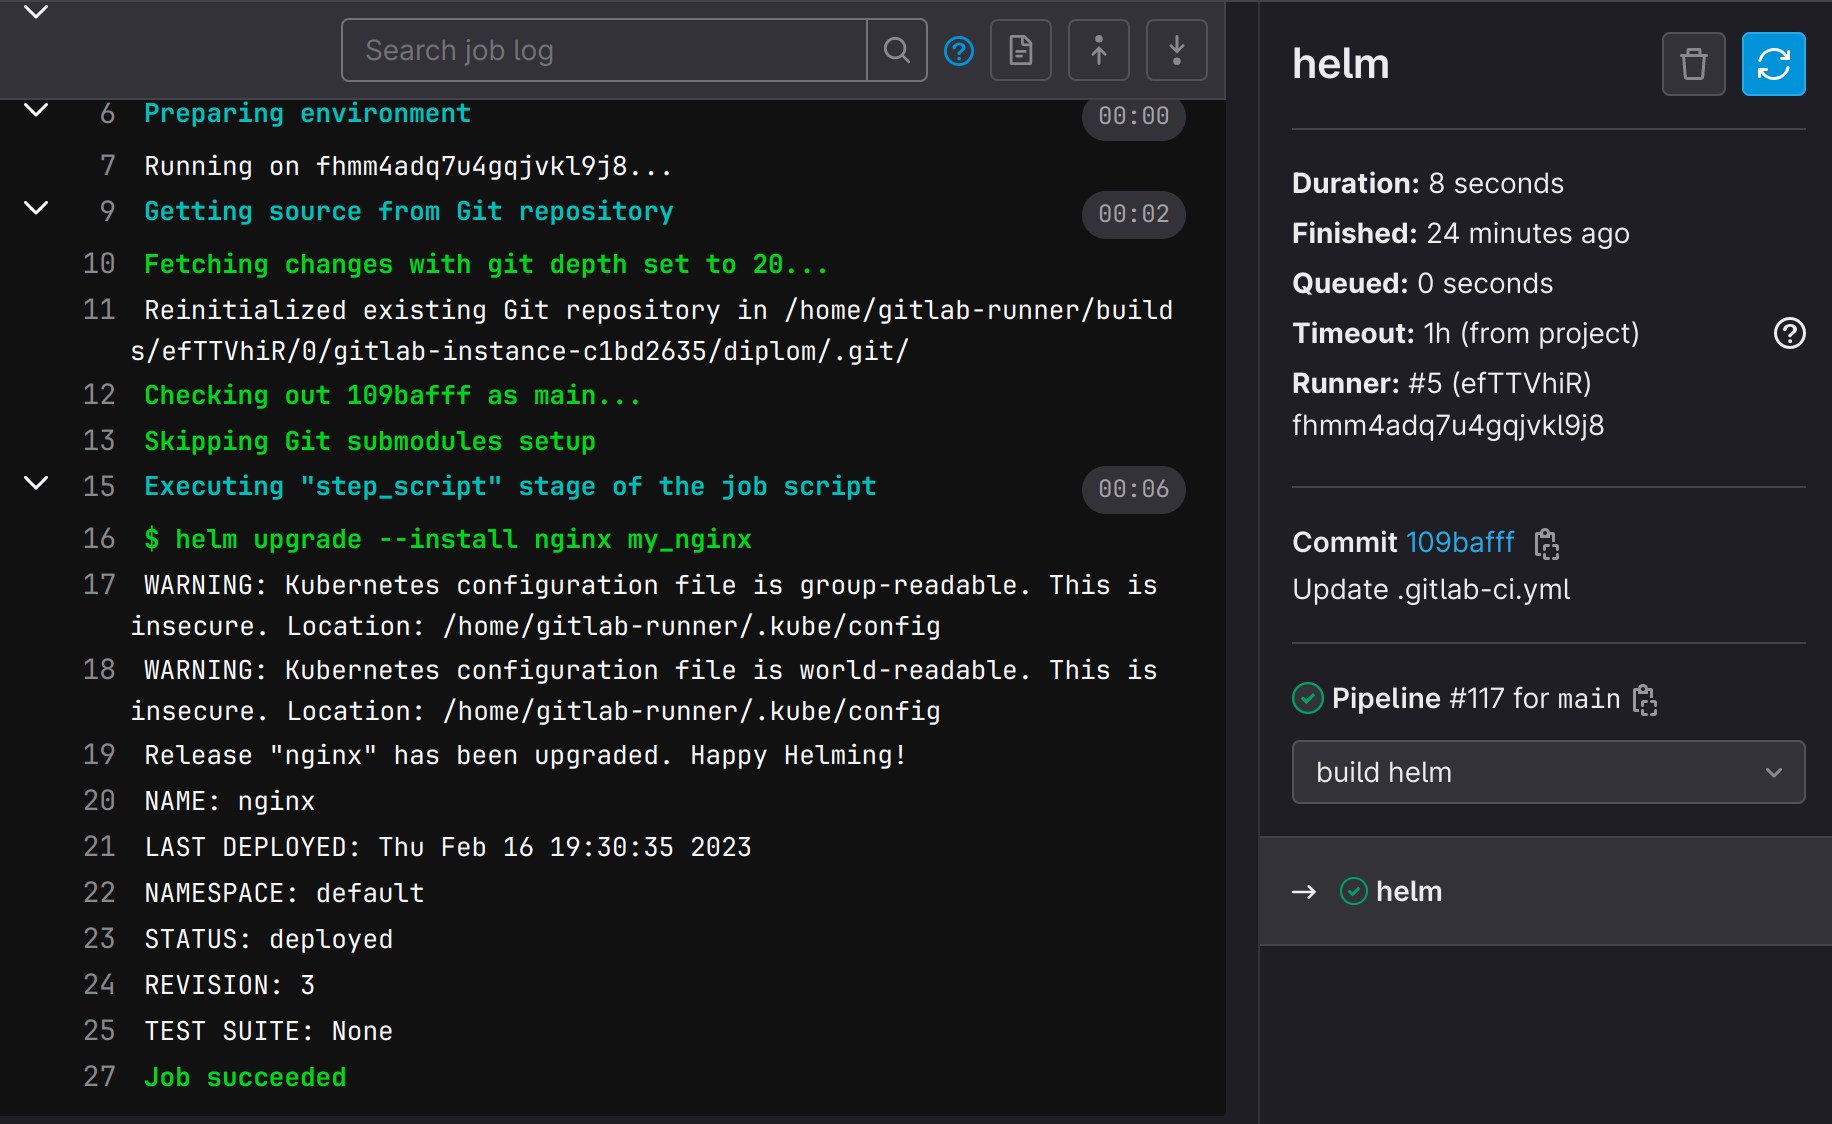 Search job log
6 Preparing environment 00:00
7 Running on fhmm4adq7u4gqjvkl9j8...
9 Getting source from Git repository 00:02
10 Fetching changes with git depth set to 20...
11 Reinitialized existing Git repository in /home/gitlab-runner/build
s/efTTVhiR/0/gitlab-instance-c1bd2635/diplom/.git/
12 Checking out 109bafff as main...
13 Skipping Git submodules setup
15 Executing "step_script" stage of the job script 00:06
16 $ helm upgrade --install nginx my_nginx
17 WARNING: Kubernetes configuration file is group-readable. This is
insecure. Location: /home/gitlab-runner/.kube/config
18 WARNING: Kubernetes configuration file is world-readable. This is
insecure. Location: /home/gitlab-runner/.kube/config
19 Release "nginx" has been upgraded. Happy Helming!
20 NAME: nginx
21 LAST DEPLOYED: Thu Feb 16 19:30:35 2023
22 NAMESPACE: default
23 STATUS: deployed
24 REVISION: 3
25 TEST SUITE: None
27 Job succeeded
helm
Duration: 8 seconds
Finished: 24 minutes ago
Queued: 0 seconds
Timeout: 1h (from project)
Runner: #5 (efTTVhiR)
fhmm4adq7u4gqjvkl9j8
Commit 109bafff
Update .gitlab-ci.yml
Pipeline #117 for main
build helm
→ helm